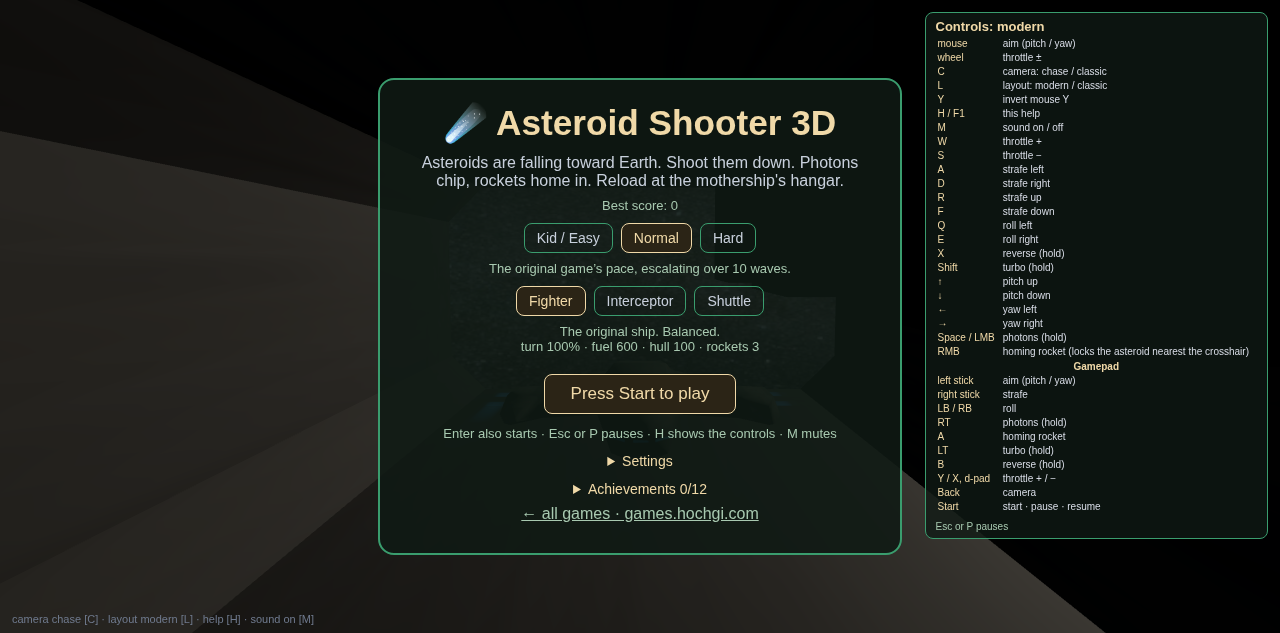 Asteroid Shooter 3D
Asteroids are falling toward Earth. Shoot them down. Photons
chip, rockets home in. Reload at the mothership's hangar.
Best score: 0
Kid / Easy
Normal
Hard
The original game's pace, escalating over 10 waves.
Fighter
Interceptor
Shuttle
The original ship. Balanced.
turn 100% · fuel 600 · hull 100 · rockets 3
Press Start to play
Enter also starts · Esc or P pauses · H shows the controls · M mutes
▶ Settings
▶ Achievements 0/12
← all games · games.hochgi.com
Controls: modern
mouse aim (pitch / yaw)
wheel throttle ±
C camera: chase / classic
L layout: modern / classic
Y invert mouse Y
H / F1 this help
M sound on / off
W throttle +
S throttle −
A strafe left
D strafe right
R strafe up
F strafe down
Q roll left
E roll right
X reverse (hold)
Shift turbo (hold)
↑ pitch up
↓ pitch down
← yaw left
→ yaw right
Space / LMB photons (hold)
RMB homing rocket (locks the asteroid nearest the crosshair)
Gamepad
left stick aim (pitch / yaw)
right stick strafe
LB / RB roll
RT photons (hold)
A homing rocket
LT turbo (hold)
B reverse (hold)
Y / X, d-pad throttle + / −
Back camera
Start start · pause · resume
Esc or P pauses
camera chase [C] · layout modern [L] · help [H] · sound on [M]